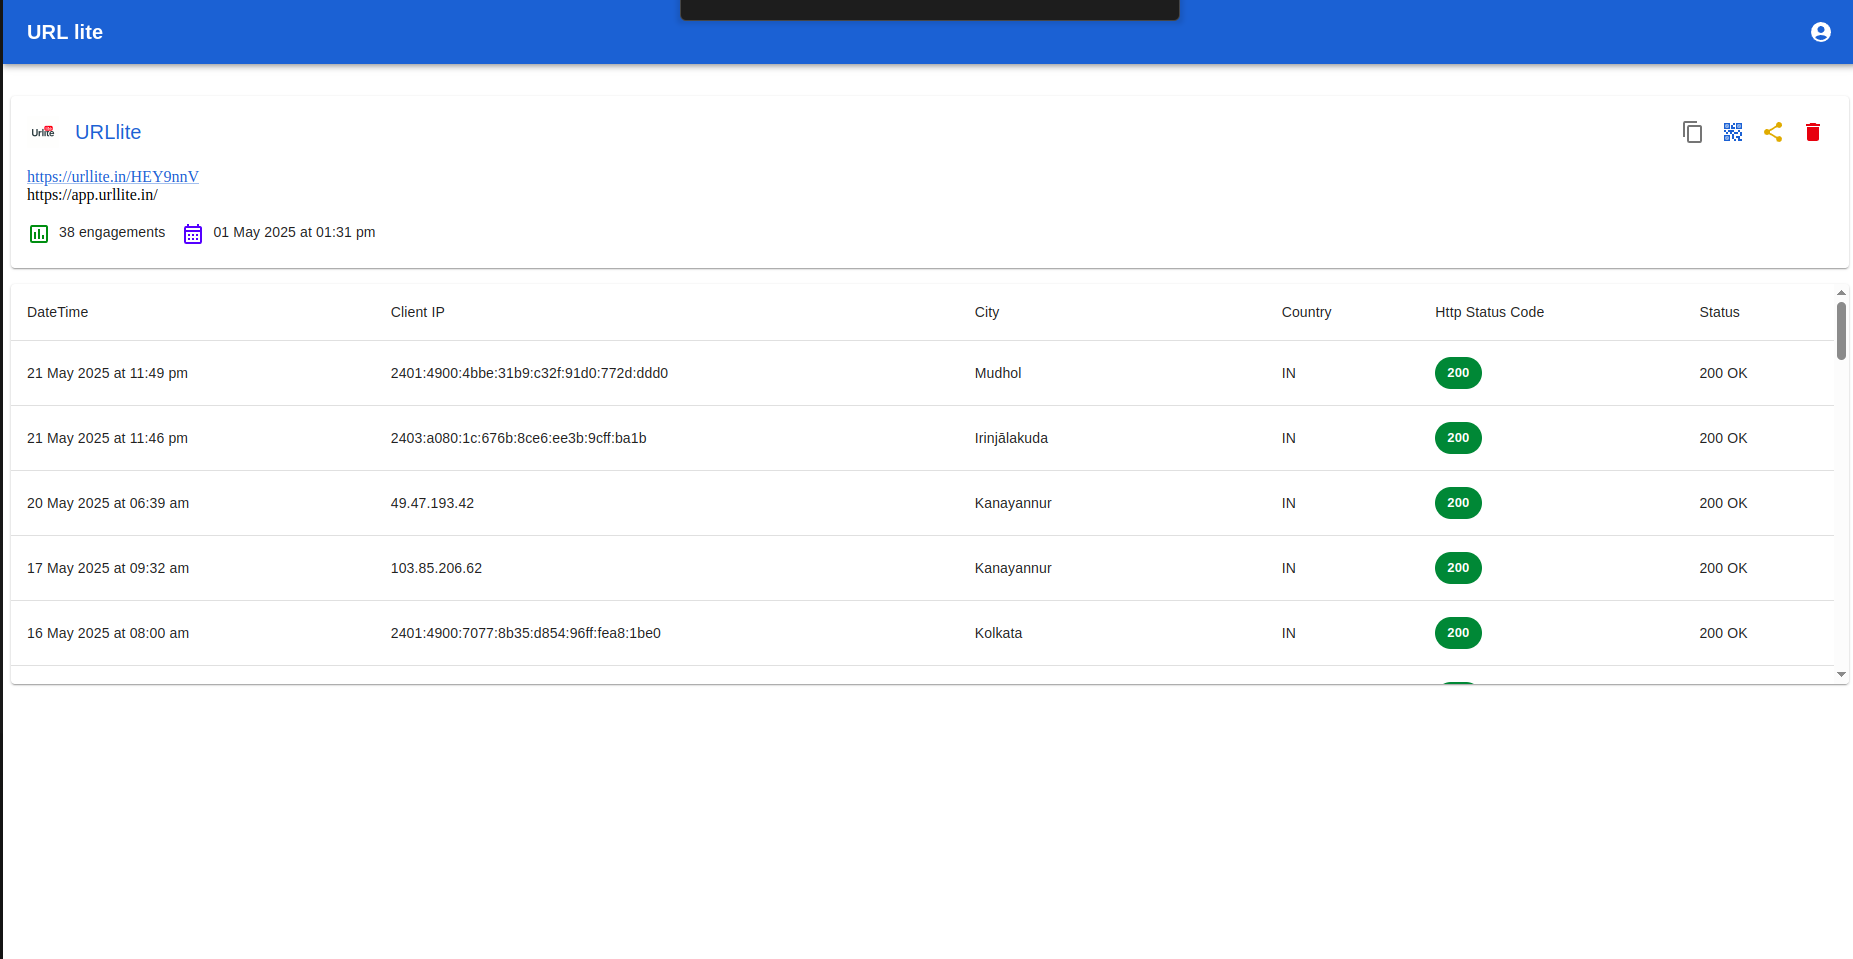 URL lite
Urlite
URLlite
https://urllite.in/HEY9nnV
https://app.urllite.in/
38 engagements 01 May 2025 at 01:31 pm
DateTime Client IP City Country Http Status Code Status
21 May 2025 at 11:49 pm 2401:4900:4bbe:31b9:c32f:91d0:772d:ddd0 Mudhol IN 200 200 OK
21 May 2025 at 11:46 pm 2403:a080:1c:676b:8ce6:ee3b:9cff:ba1b Irinjālakuda IN 200 200 OK
20 May 2025 at 06:39 am 49.47.193.42 Kanayannur IN 200 200 OK
17 May 2025 at 09:32 am 103.85.206.62 Kanayannur IN 200 200 OK
16 May 2025 at 08:00 am 2401:4900:7077:8b35:d854:96ff:fea8:1be0 Kolkata IN 200 200 OK